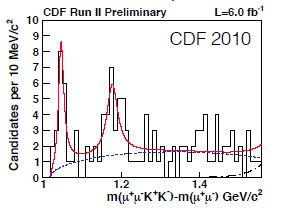 CDF Run II Preliminary L=6.0 fb⁻¹
CDF 2010
Candidates per 10 MeV/c²
10
9
8
7
6
5
4
3
2
1
0
1 1.2 1.4
m(μ⁺μ⁻K⁺K⁻)-m(μ⁺μ⁻) GeV/c²